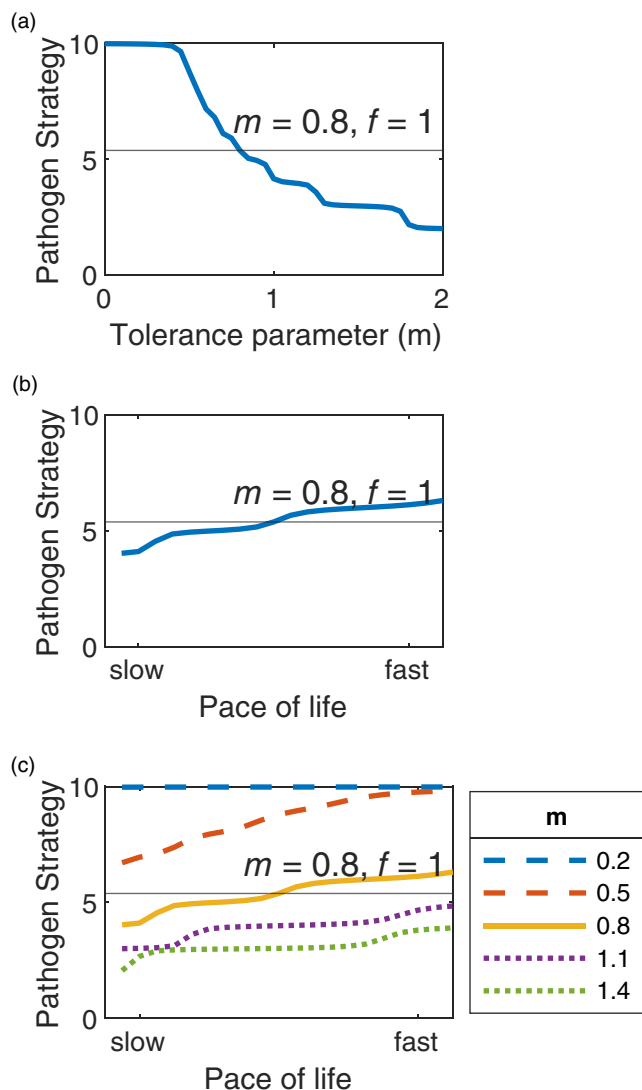 (a)
10
5
0
Pathogen Strategy
m = 0.8, f = 1
0 1 2
Tolerance parameter (m)
(b)
10
5
0
Pathogen Strategy
m = 0.8, f = 1
slow fast
Pace of life
(c)
10
5
0
Pathogen Strategy
m = 0.8, f = 1
slow fast
Pace of life
m
0.2
0.5
0.8
1.1
1.4